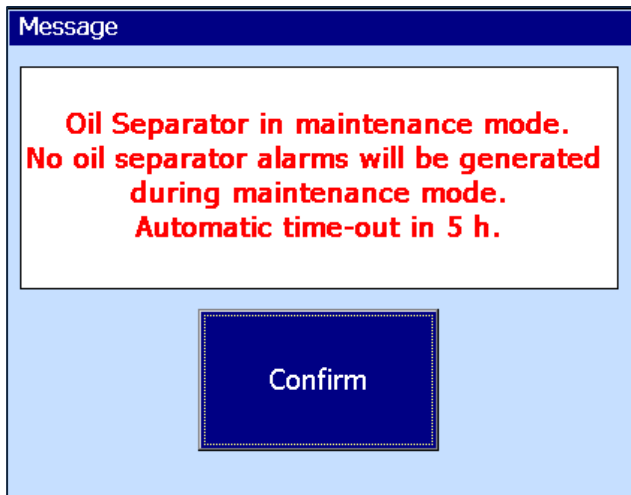 Message
Oil Separator in maintenance mode.
No oil separator alarms will be generated
during maintenance mode.
Automatic time-out in 5 h.
Confirm